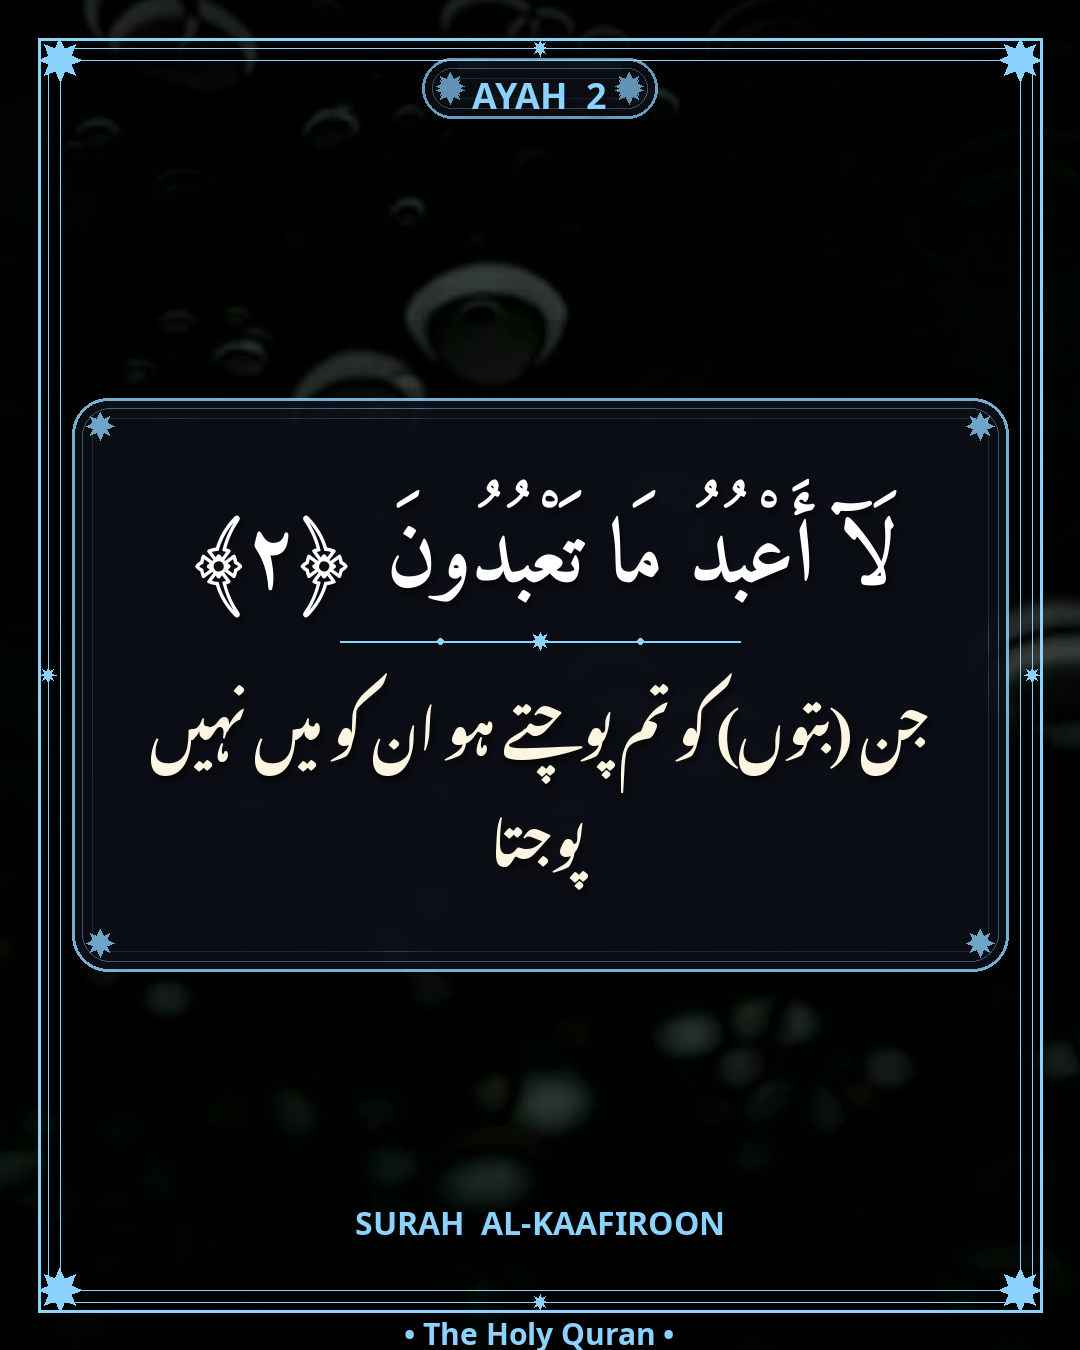 AYAH 2
لَآ أَعْبُدُ مَا تَعْبُدُونَ ﴿٢﴾
جن (بتوں) کو تم پوجتے ہو ان کو میں نہیں
پوجتا
SURAH AL-KAAFIROON
• The Holy Quran •